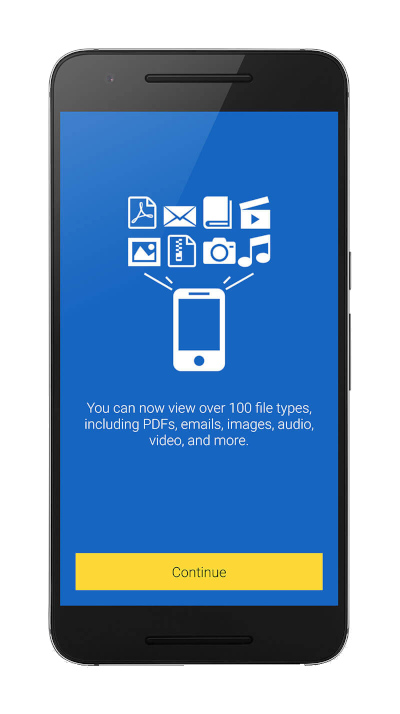 You can now view over 100 file types,
including PDFs, emails, images, audio,
video, and more.
Continue